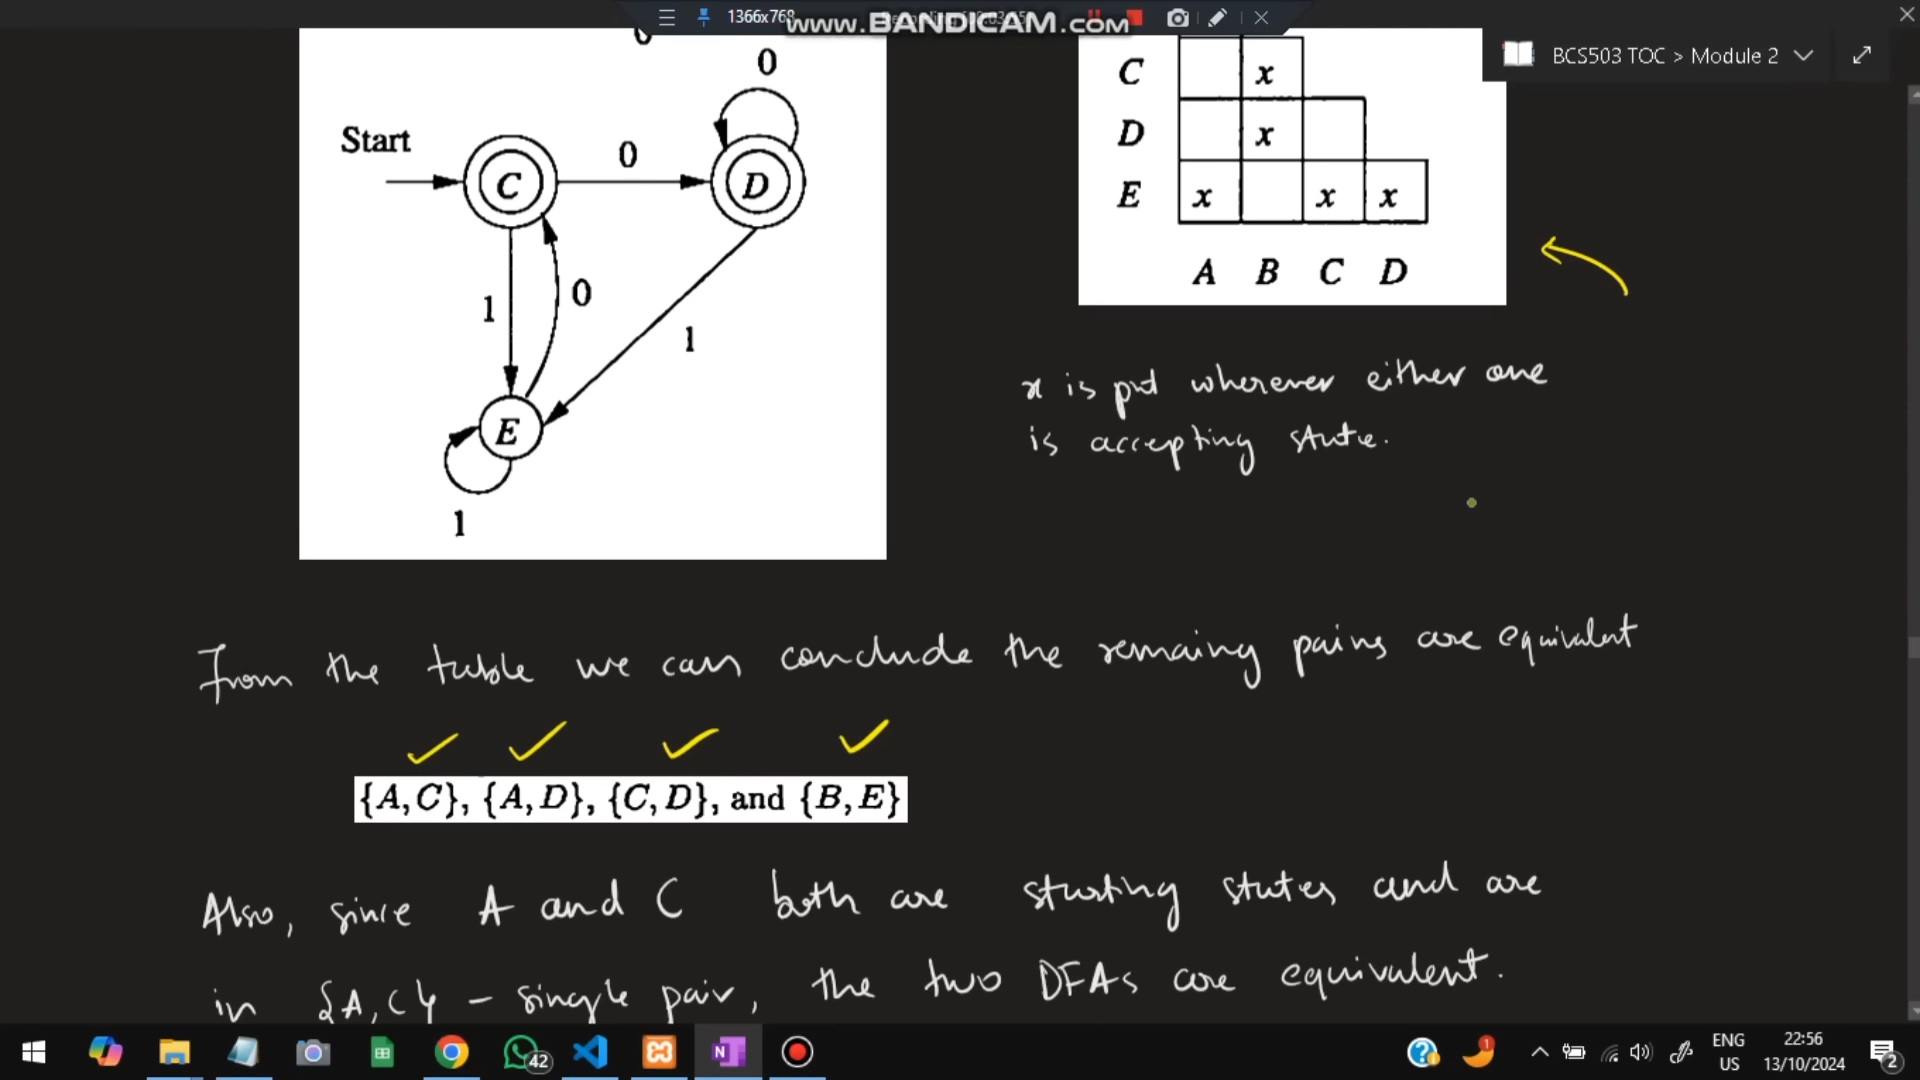 1366x768
www.BANDICAM.com
BCS503 TOC > Module 2
0
0
Start
C
0
D
1
0
1
E
1
C x
D x
E x x x
A B C D
x is put wherever either one
is accepting state.
From the table we can conclude the remaing pairs are equivalent
{A,C}, {A,D}, {C,D}, and {B,E}
Also, since A and C both are starting states and are
in {A,C} - single pair, the two DFAs are equivalent.
42
1
ENG
US
22:56
13/10/2024
2